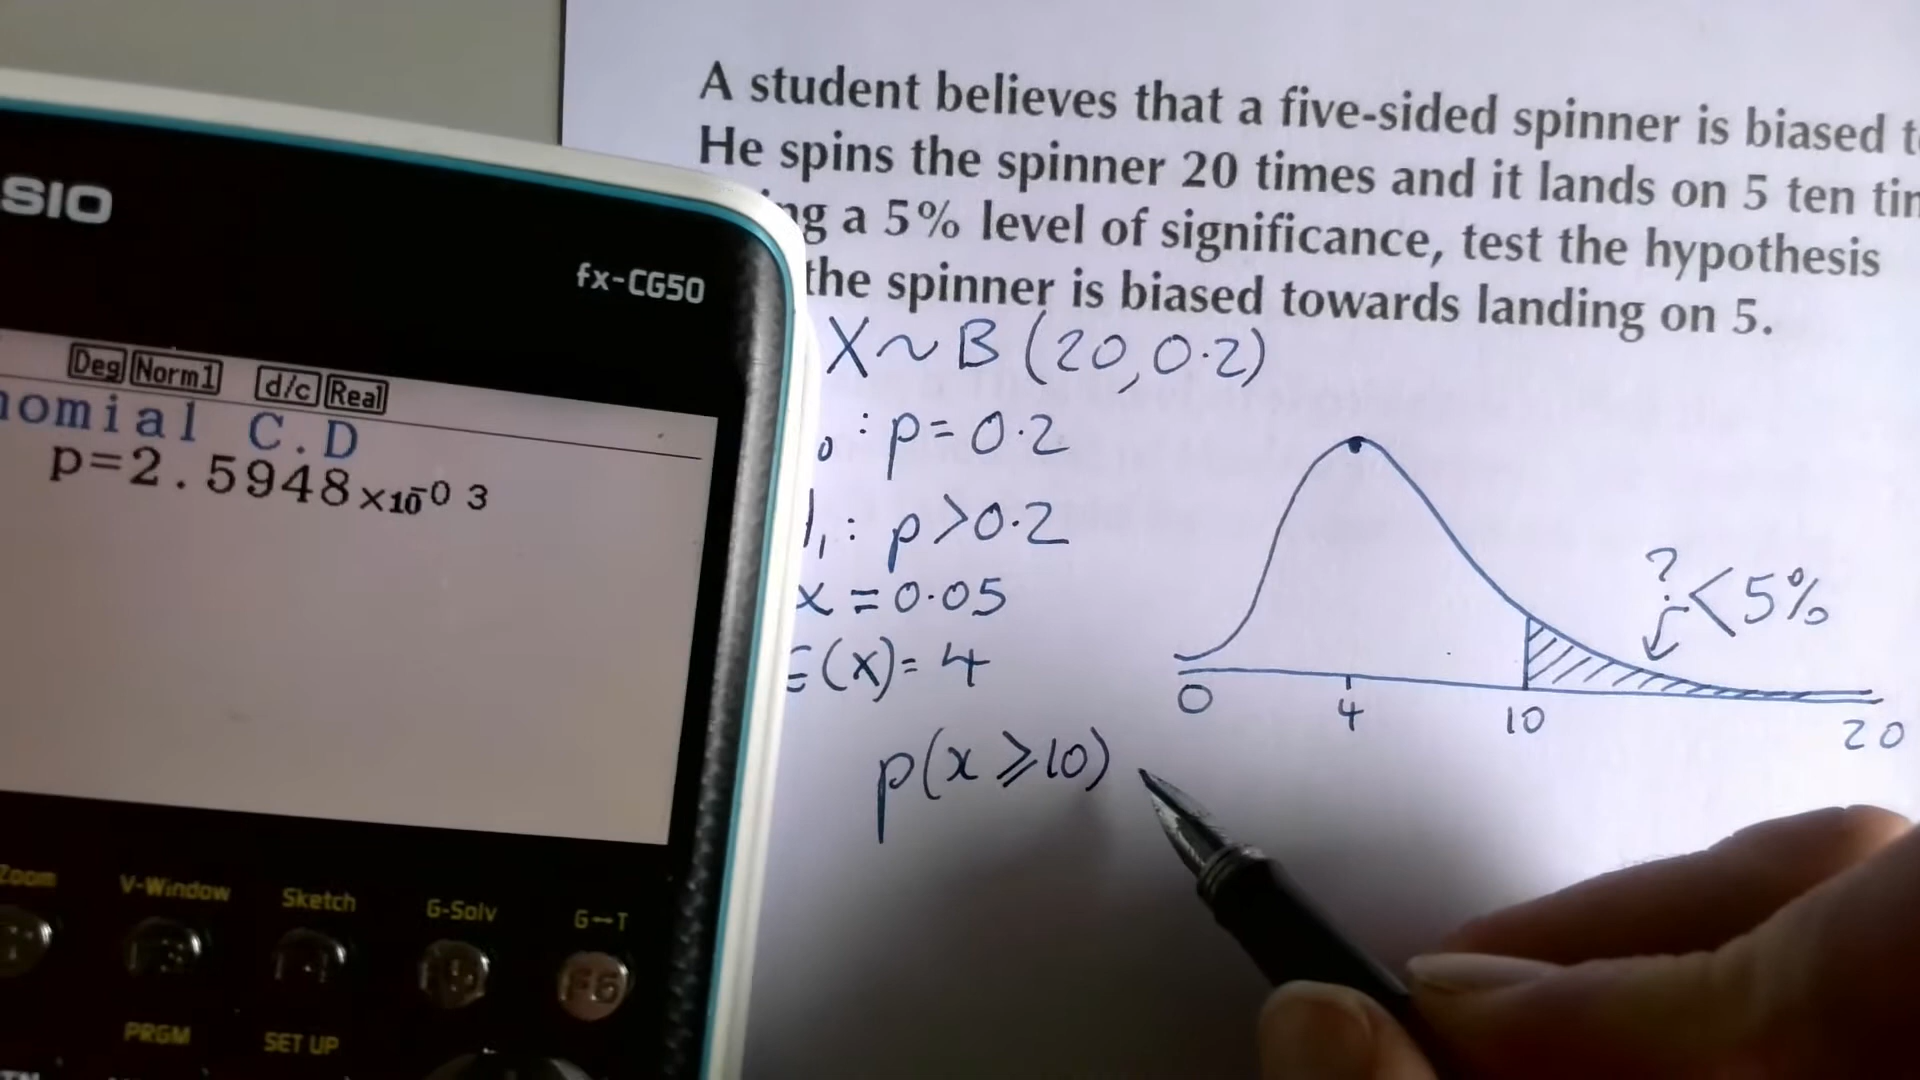 A student believes that a five-sided spinner is biased
He spins the spinner 20 times and it lands on 5 ten
a 5% level of significance, test the hypothesis
the spinner is biased towards landing on 5.
X~B(20,0.2)
: p=0.2
: p>0.2
=0.05
(x)=4
p(x⩾10)
? <5%
0 4 10 20
SIO
fx-CG50
Deg Norm1 d/c Real
nomial C.D
p=2.5948×10⁻03
Zoom V-Window Sketch G-Solv G↔T
F6
PRGM SET UP